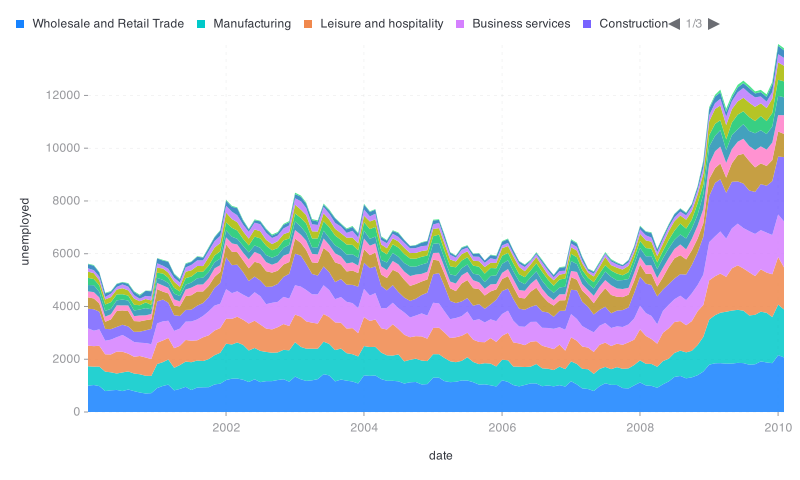 Wholesale and Retail Trade Manufacturing Leisure and hospitality Business services Construction 1/3
12000
10000
8000
6000
4000
2000
0
unemployed
2002 2004 2006 2008 2010
date